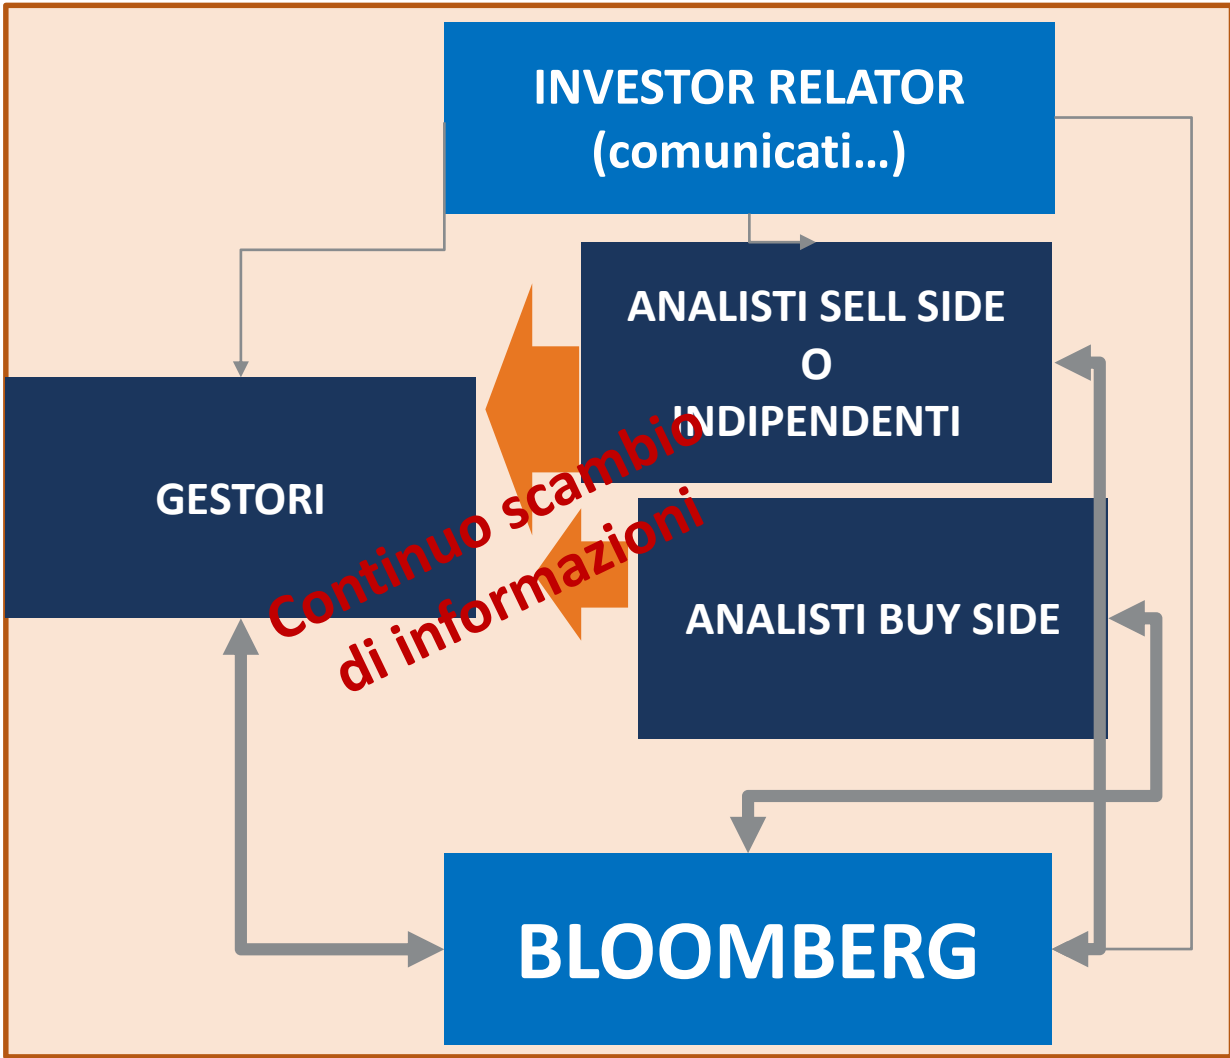 INVESTOR RELATOR
(comunicati...)
ANALISTI SELL SIDE
O
INDIPENDENTI
GESTORI
Continuo scambio
di informazioni
ANALISTI BUY SIDE
BLOOMBERG